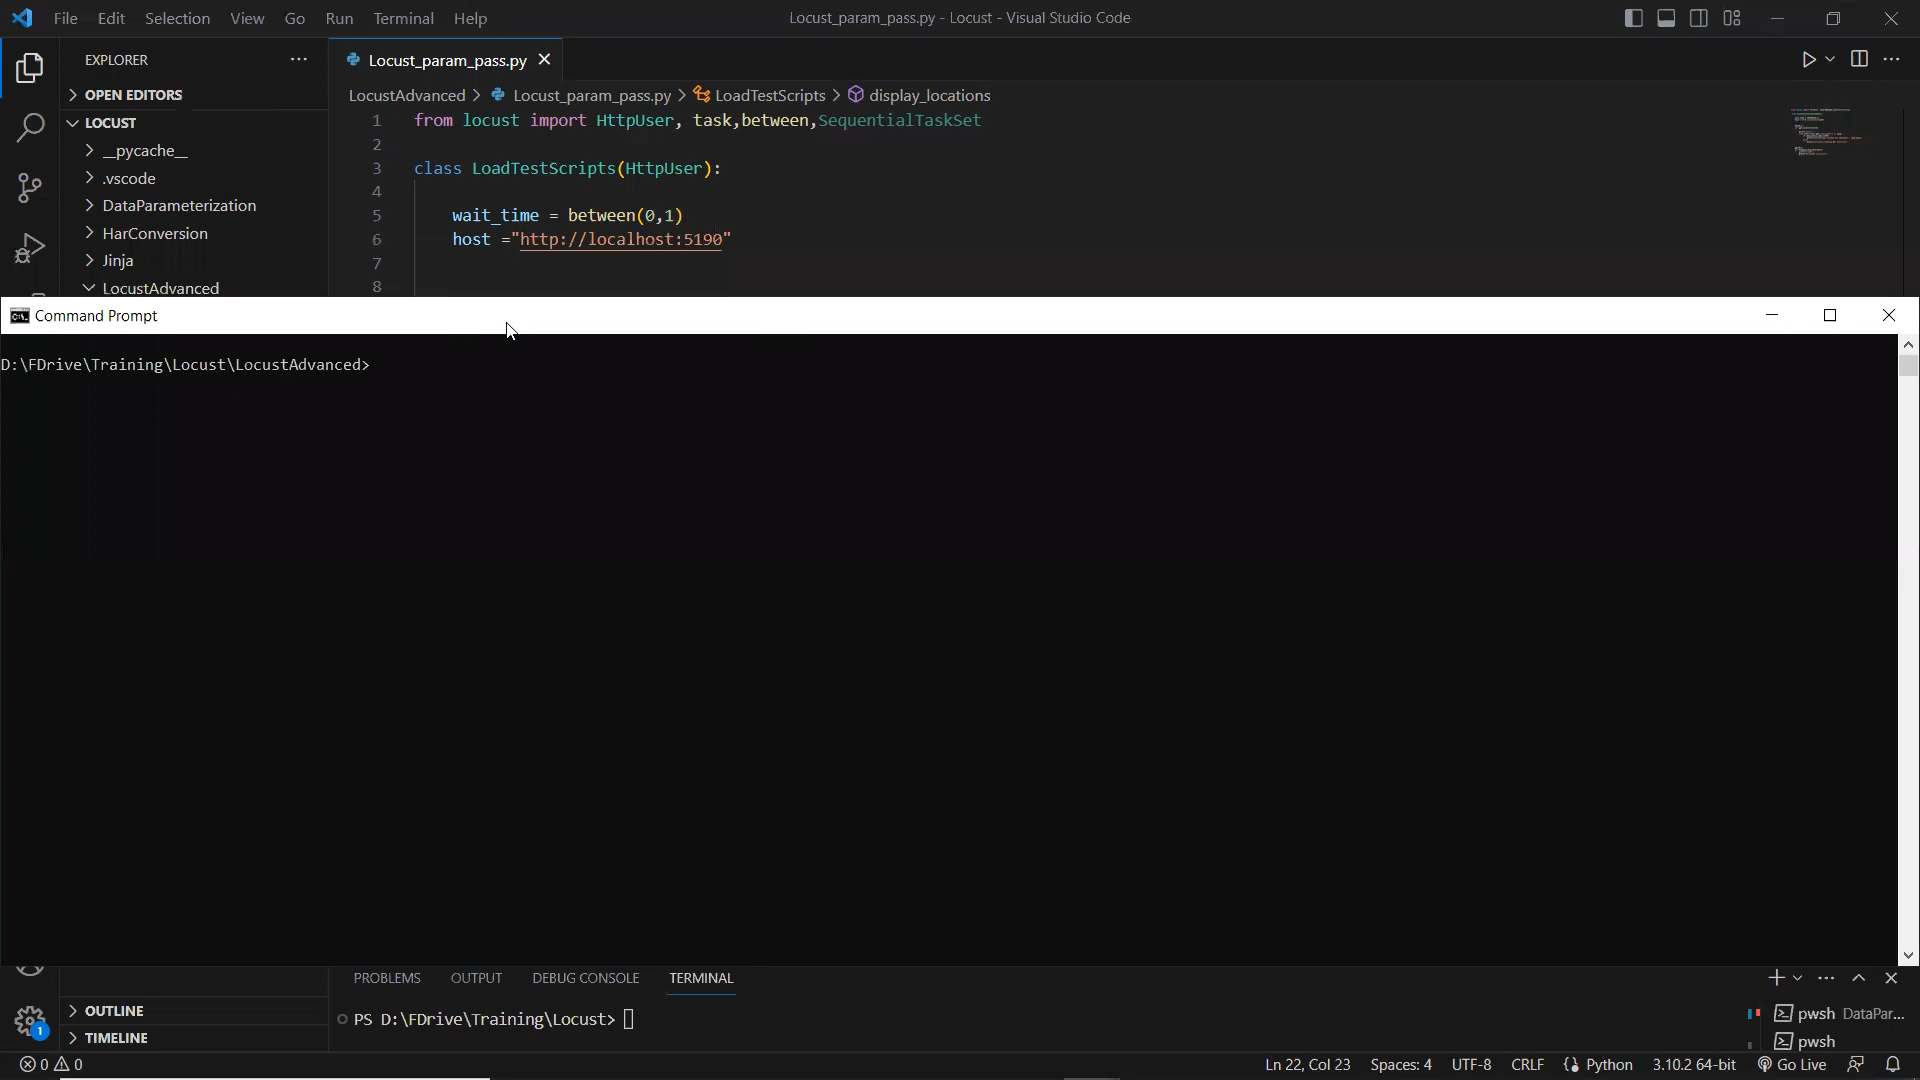 File Edit Selection View Go Run Terminal Help
Locust_param_pass.py - Locust - Visual Studio Code
EXPLORER
OPEN EDITORS
LOCUST
__pycache__
.vscode
DataParameterization
HarConversion
Jinja
LocustAdvanced
Locust_param_pass.py
LocustAdvanced > Locust_param_pass.py > LoadTestScripts > display_locations
1 from locust import HttpUser, task,between,SequentialTaskSet
2
3 class LoadTestScripts(HttpUser):
4
5 wait_time = between(0,1)
6 host ="http://localhost:5190"
7
8
Command Prompt
D:\FDrive\Training\Locust\LocustAdvanced>
PROBLEMS OUTPUT DEBUG CONSOLE TERMINAL
PS D:\FDrive\Training\Locust>
pwsh DataPar...
pwsh
OUTLINE
TIMELINE
1
0 0
Ln 22, Col 23 Spaces: 4 UTF-8 CRLF Python 3.10.2 64-bit Go Live